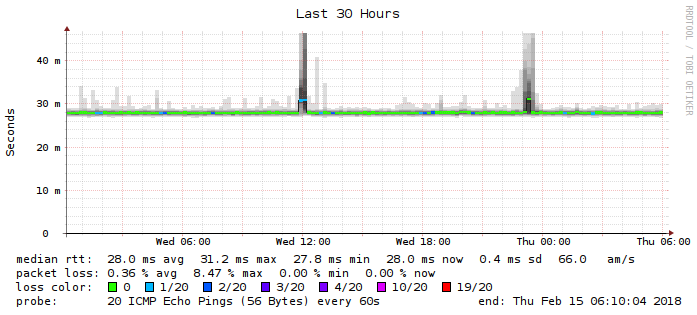 Last 30 Hours
RRDTOOL / TOBI OETIKER
Seconds
40 m
30 m
20 m
10 m
0
Wed 06:00 Wed 12:00 Wed 18:00 Thu 00:00 Thu 06:00
median rtt: 28.0 ms avg 31.2 ms max 27.8 ms min 28.0 ms now 0.4 ms sd 66.0 am/s
packet loss: 0.36 % avg 8.47 % max 0.00 % min 0.00 % now
loss color: 0 1/20 2/20 3/20 4/20 10/20 19/20
probe: 20 ICMP Echo Pings (56 Bytes) every 60s end: Thu Feb 15 06:10:04 2018